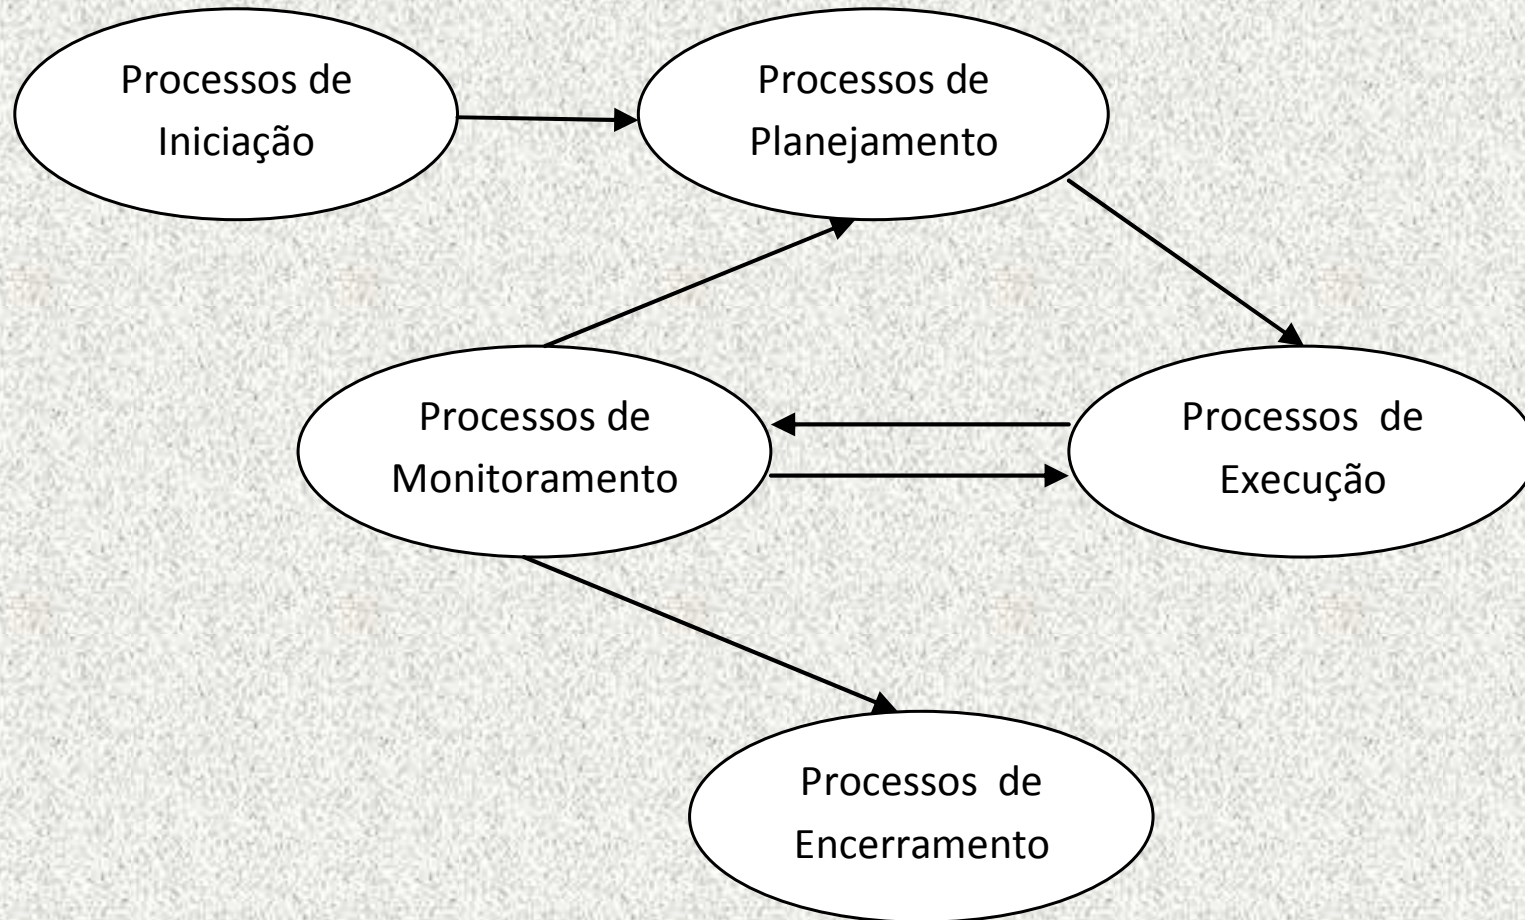 Processos de
Iniciação
Processos de
Planejamento
Processos de
Monitoramento
Processos  de
Execução
Processos  de
Encerramento